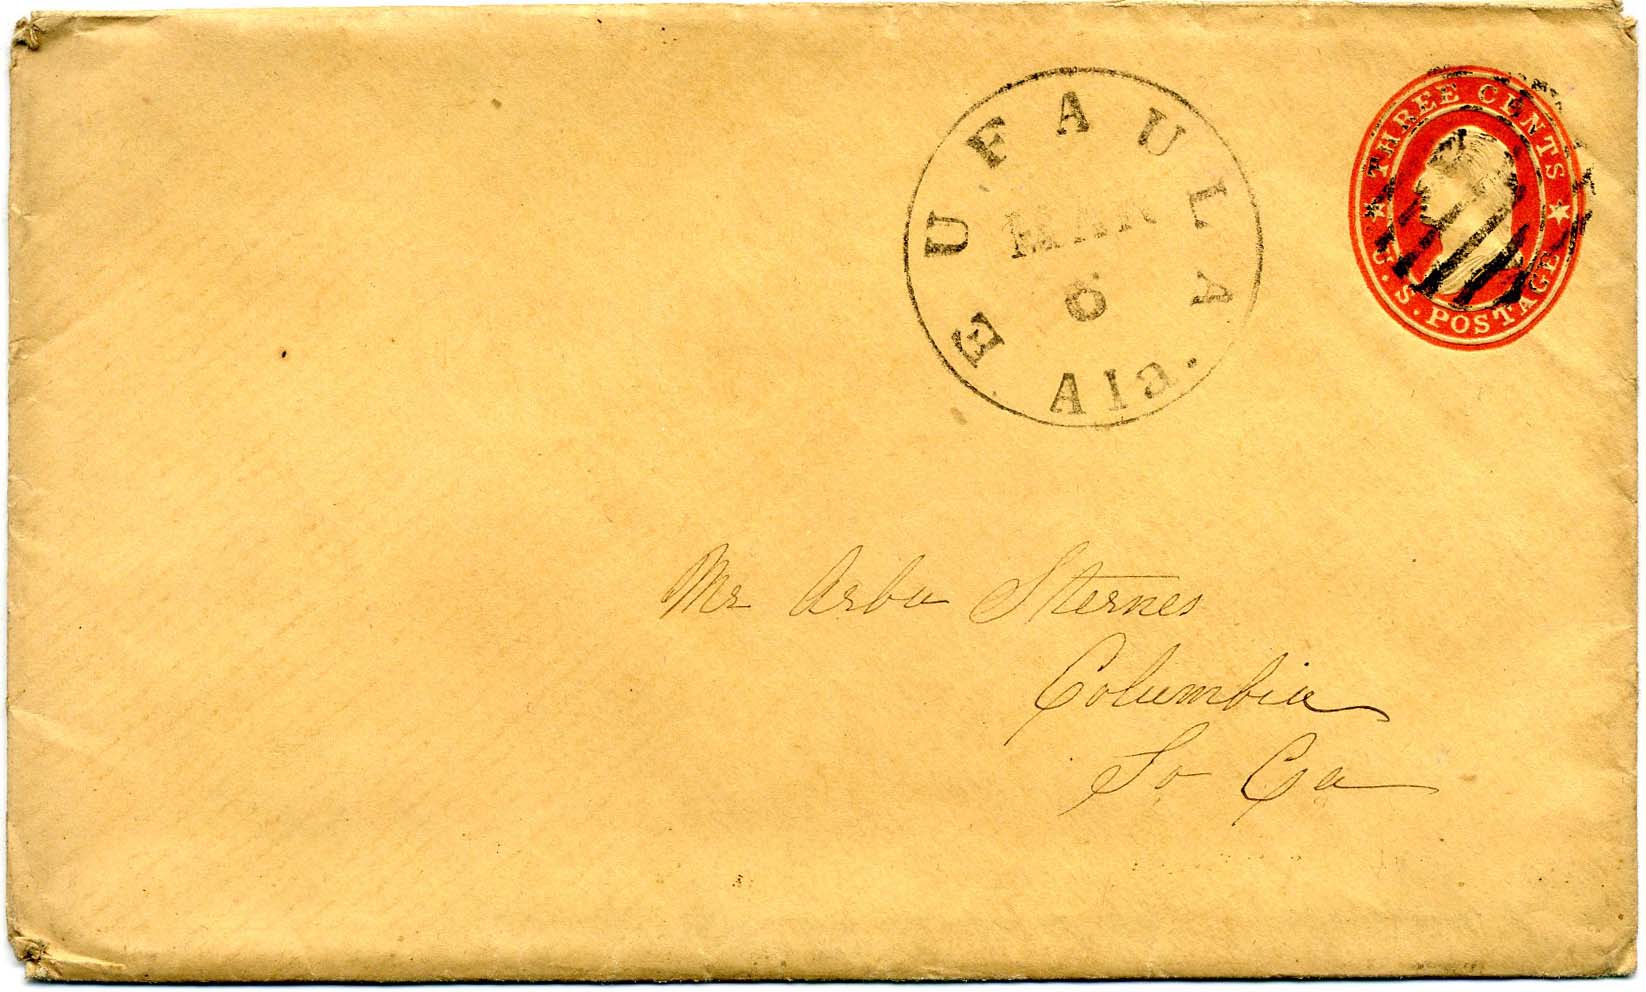 EUFAULA
MAR
6
Ala.
THREE CENTS
U.S. POSTAGE
Mr Arba Sternes
Columbia
So Ca